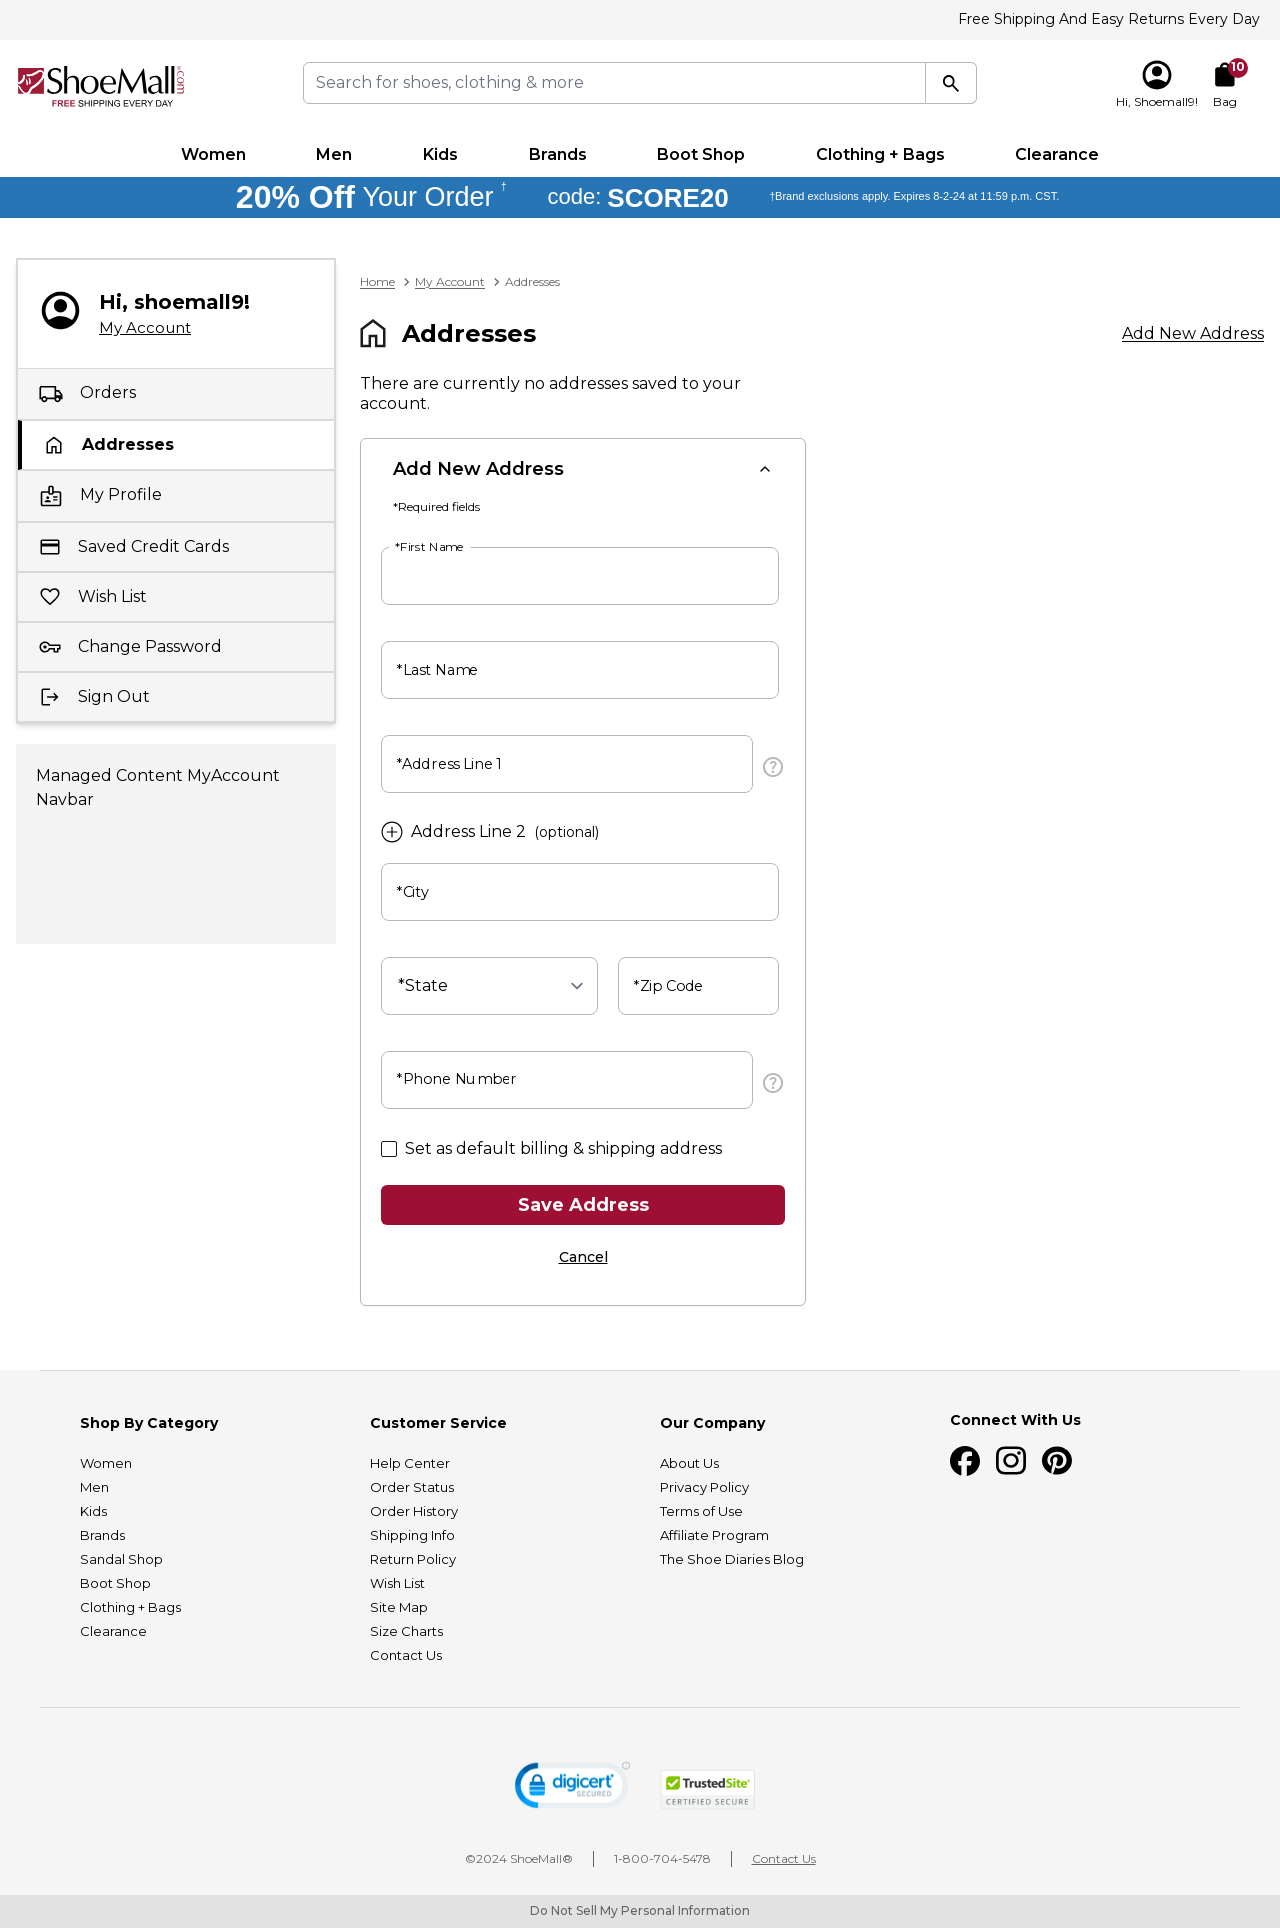 Free Shipping And Easy Returns Every Day
ShoeMall.com
FREE SHIPPING EVERY DAY
Search for shoes, clothing & more
10
Hi, Shoemall9!
Bag
Women
Men
Kids
Brands
Boot Shop
Clothing + Bags
Clearance
20% Off Your Order † code: SCORE20 †Brand exclusions apply. Expires 8-2-24 at 11:59 p.m. CST.
Hi, shoemall9!
My Account
Orders
Addresses
My Profile
Saved Credit Cards
Wish List
Change Password
Sign Out
Managed Content MyAccount
Navbar
Home > My Account > Addresses
Addresses
Add New Address
There are currently no addresses saved to your
account.
Add New Address
*Required fields
*First Name
*Last Name
*Address Line 1
Address Line 2 (optional)
*City
*State
*Zip Code
*Phone Number
Set as default billing & shipping address
Save Address
Cancel
Shop By Category
Women
Men
Kids
Brands
Sandal Shop
Boot Shop
Clothing + Bags
Clearance
Customer Service
Help Center
Order Status
Order History
Shipping Info
Return Policy
Wish List
Site Map
Size Charts
Contact Us
Our Company
About Us
Privacy Policy
Terms of Use
Affiliate Program
The Shoe Diaries Blog
Connect With Us
digicert
SECURED
TrustedSite
CERTIFIED SECURE
©2024 ShoeMall®
1-800-704-5478
Contact Us
Do Not Sell My Personal Information